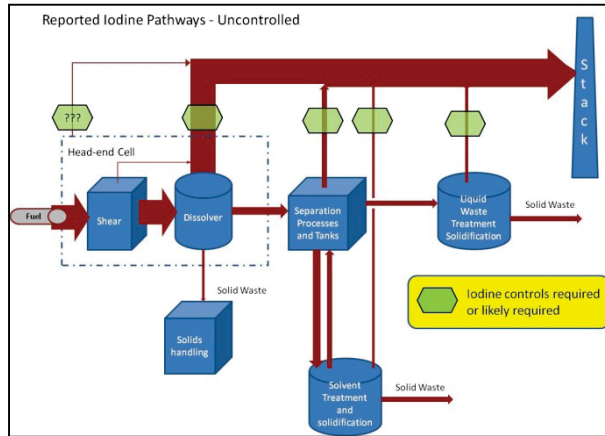 Reported Iodine Pathways - Uncontrolled
S
t
a
c
k
???
Head-end Cell
Fuel
Shear
Dissolver
Separation
Processes
and Tanks
Liquid
Waste
Treatment
Solidification
Solid Waste
Solid Waste
Solids
handling
Iodine controls required
or likely required
Solvent
Treatment
and
solidification
Solid Waste